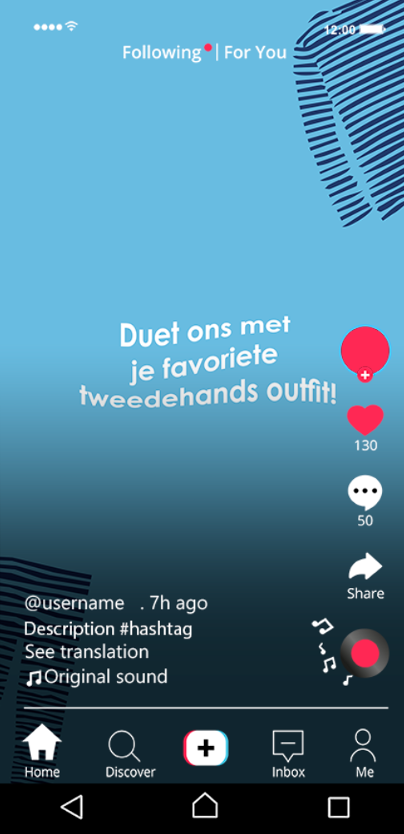 12:00
Following | For You
Duet ons met
je favoriete
tweedehands outfit!
130
50
Share
@username . 7h ago
Description #hashtag
See translation
Original sound
Home Discover Inbox Me